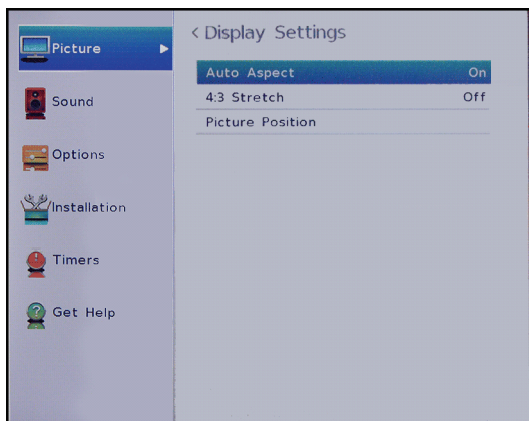 Picture
Sound
Options
Installation
Timers
Get Help
< Display Settings
Auto Aspect On
4:3 Stretch Off
Picture Position